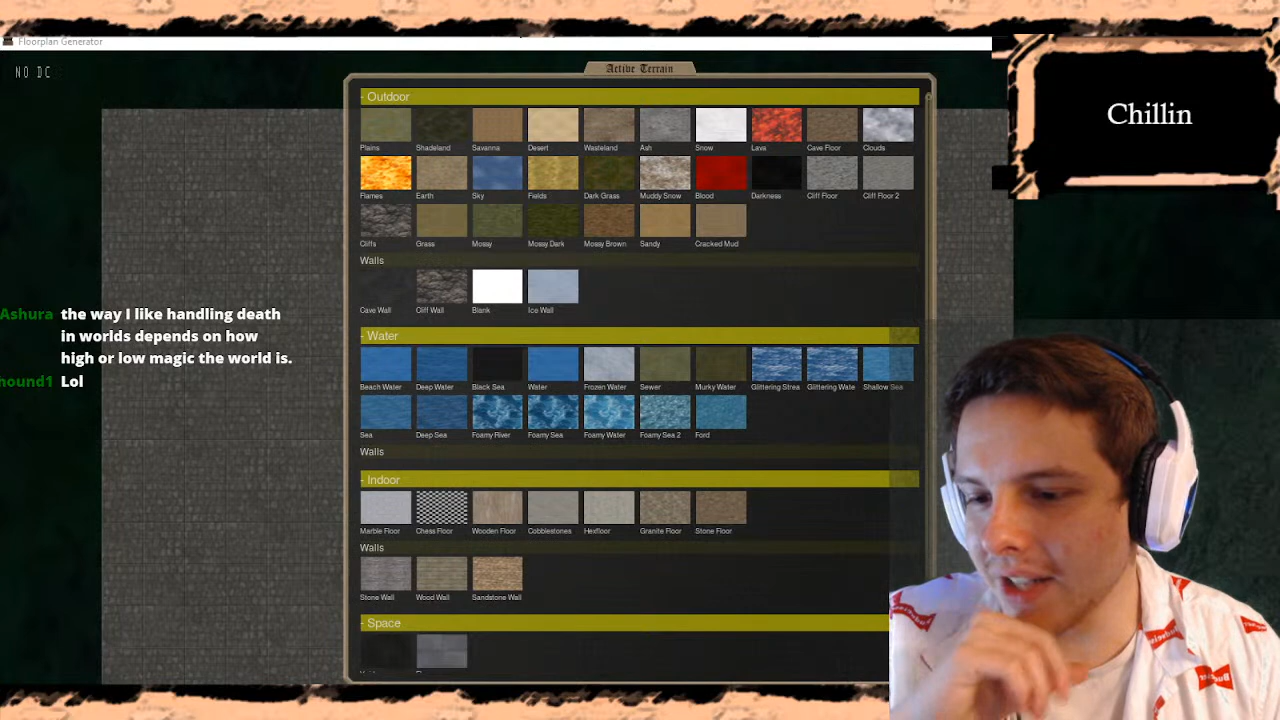 Floorplan Generator
NO DC
Active Terrain
Chillin
- Outdoor
Plains Shadeland Savanna Desert Wasteland Ash Snow Lava Cave Floor Clouds
Flames Earth Sky Fields Dark Grass Muddy Snow Blood Darkness Cliff Floor Cliff Floor 2
Cliffs Grass Mossy Mossy Dark Mossy Brown Sandy Cracked Mud
Walls
Cave Wall Cliff Wall Blank Ice Wall
Ashura the way I like handling death
in worlds depends on how
high or low magic the world is.
hound1 Lol
- Water
Beach Water Deep Water Black Sea Water Frozen Water Sewer Murky Water Glittering Strea Glittering Wate Shallow Sea
Sea Deep Sea Foamy River Foamy Sea Foamy Water Foamy Sea 2 Ford
Walls
- Indoor
Marble Floor Chess Floor Wooden Floor Cobblestones Hexfloor Granite Floor Stone Floor
Walls
Stone Wall Wood Wall Sandstone Wall
- Space